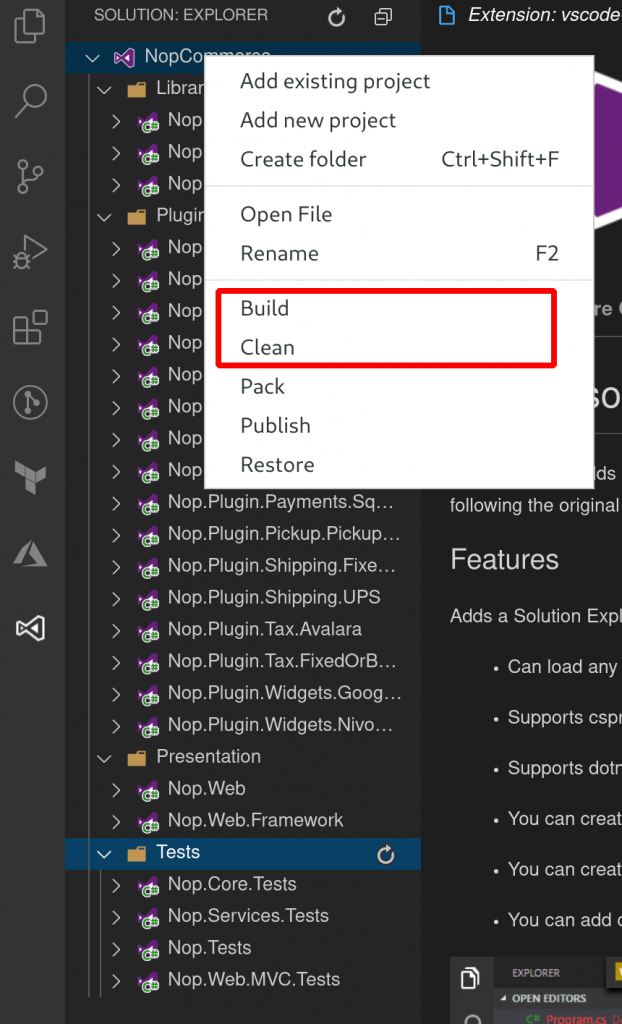 SOLUTION: EXPLORER
Extension: vscode
NopCommerce
Add existing project
Add new project
Create folder Ctrl+Shift+F
Open File
Rename F2
Build
Clean
Pack
Publish
Restore
Librar
Nop
Nop
Nop
Plugin
Nop
Nop
Nop
Nop
Nop
Nop
Nop
Nop
Nop.Plugin.Payments.Sq...
Nop.Plugin.Pickup.Pickup...
Nop.Plugin.Shipping.Fixe...
Nop.Plugin.Shipping.UPS
Nop.Plugin.Tax.Avalara
Nop.Plugin.Tax.FixedOrB...
Nop.Plugin.Widgets.Goog...
Nop.Plugin.Widgets.Nivo...
Presentation
Nop.Web
Nop.Web.Framework
Tests
Nop.Core.Tests
Nop.Services.Tests
Nop.Tests
Nop.Web.MVC.Tests
re
so
ds
following the original
Features
Adds a Solution Expl
• Can load any
• Supports csp
• Supports dot
• You can creat
• You can creat
• You can add
EXPLORER
OPEN EDITORS
C# Program.cs